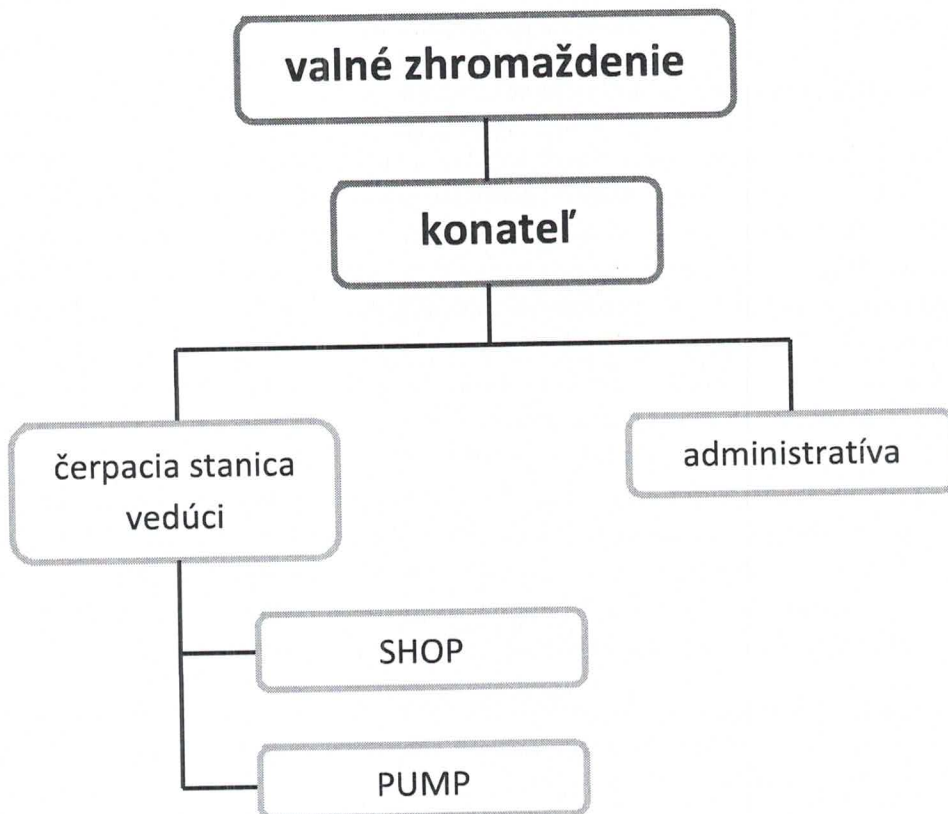 valné zhromaždenie
konateľ
čerpacia stanica
vedúci
administratíva
SHOP
PUMP